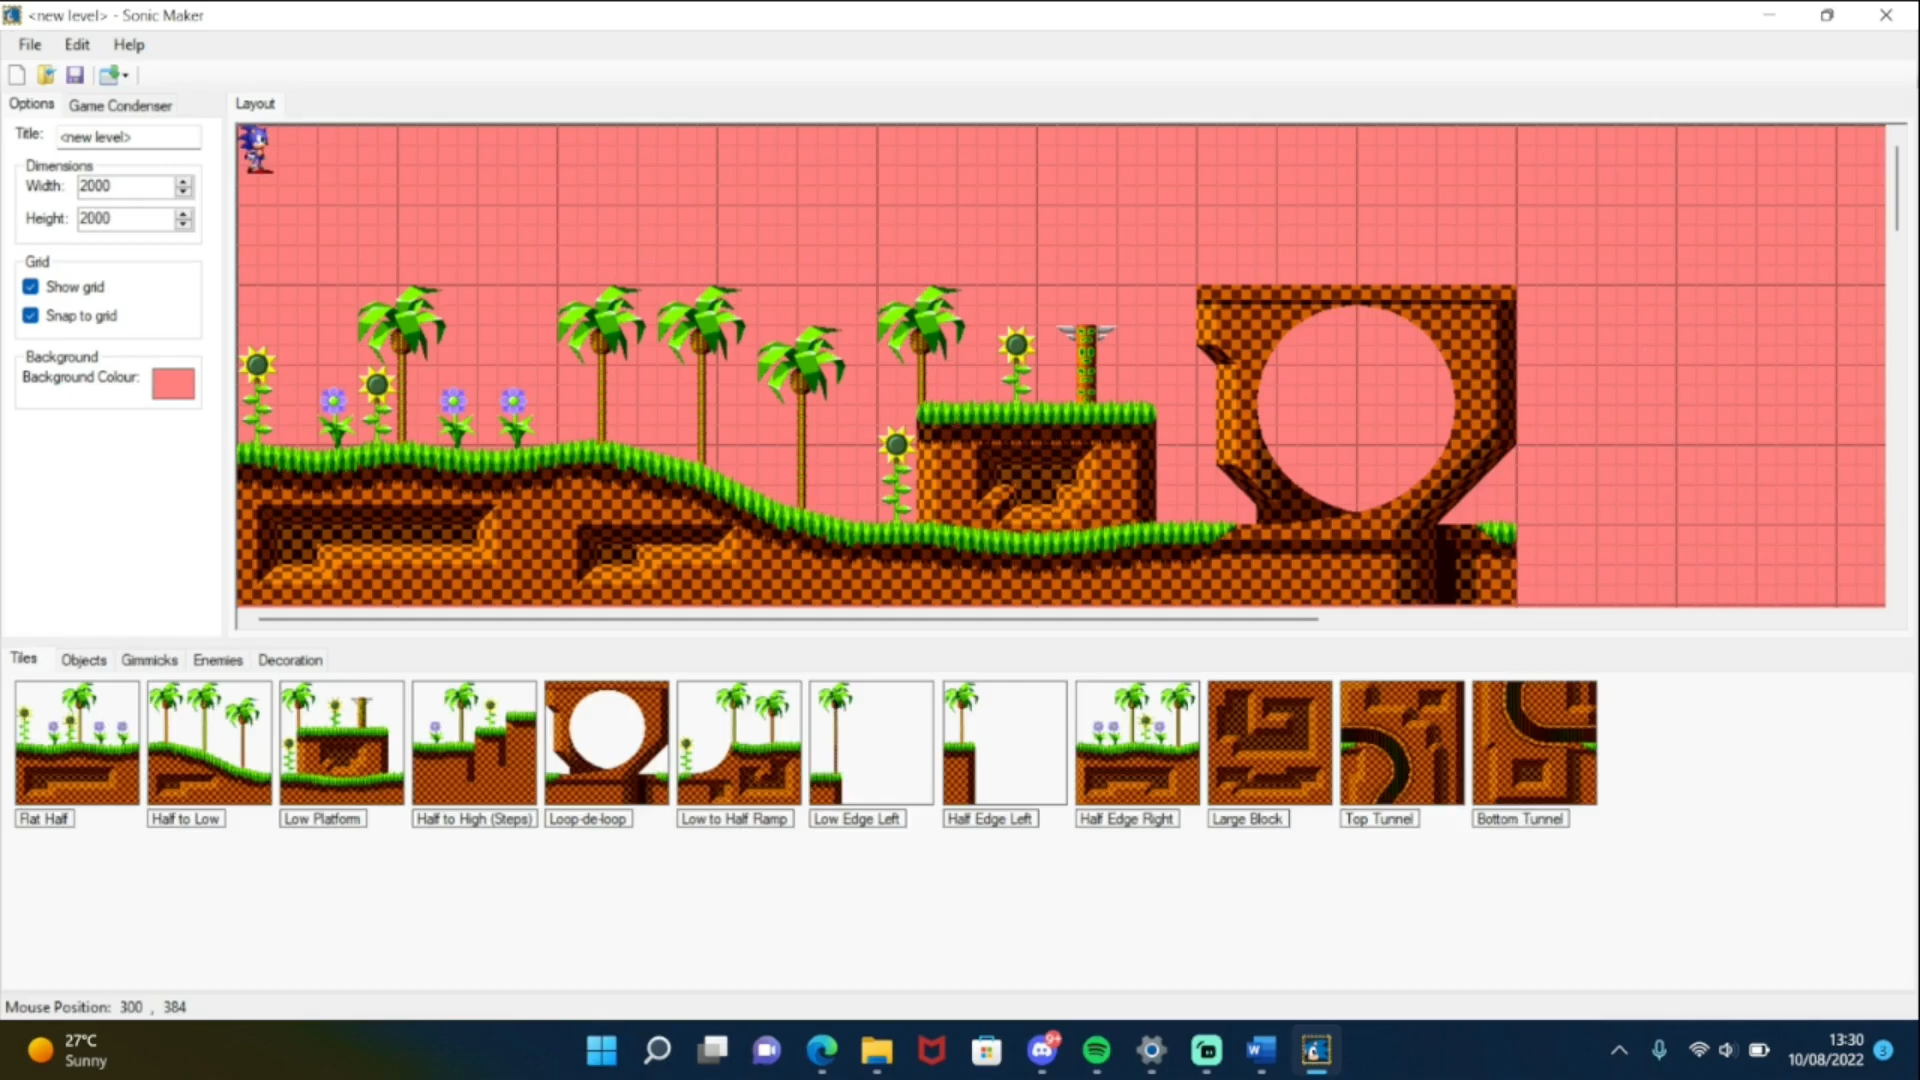 <new level> - Sonic Maker
File Edit Help
Options Game Condenser Layout
Title: <new level>
Dimensions
Width: 2000
Height: 2000
Grid
Show grid
Snap to grid
Background
Background Colour:
Tiles Objects Gimmicks Enemies Decoration
Flat Half Half to Low Low Platform Half to High (Steps) Loop-de-loop Low to Half Ramp Low Edge Left Half Edge Left Half Edge Right Large Block Top Tunnel Bottom Tunnel
Mouse Position: 300 , 384
27°C
Sunny
9+
W
13:30
10/08/2022
3